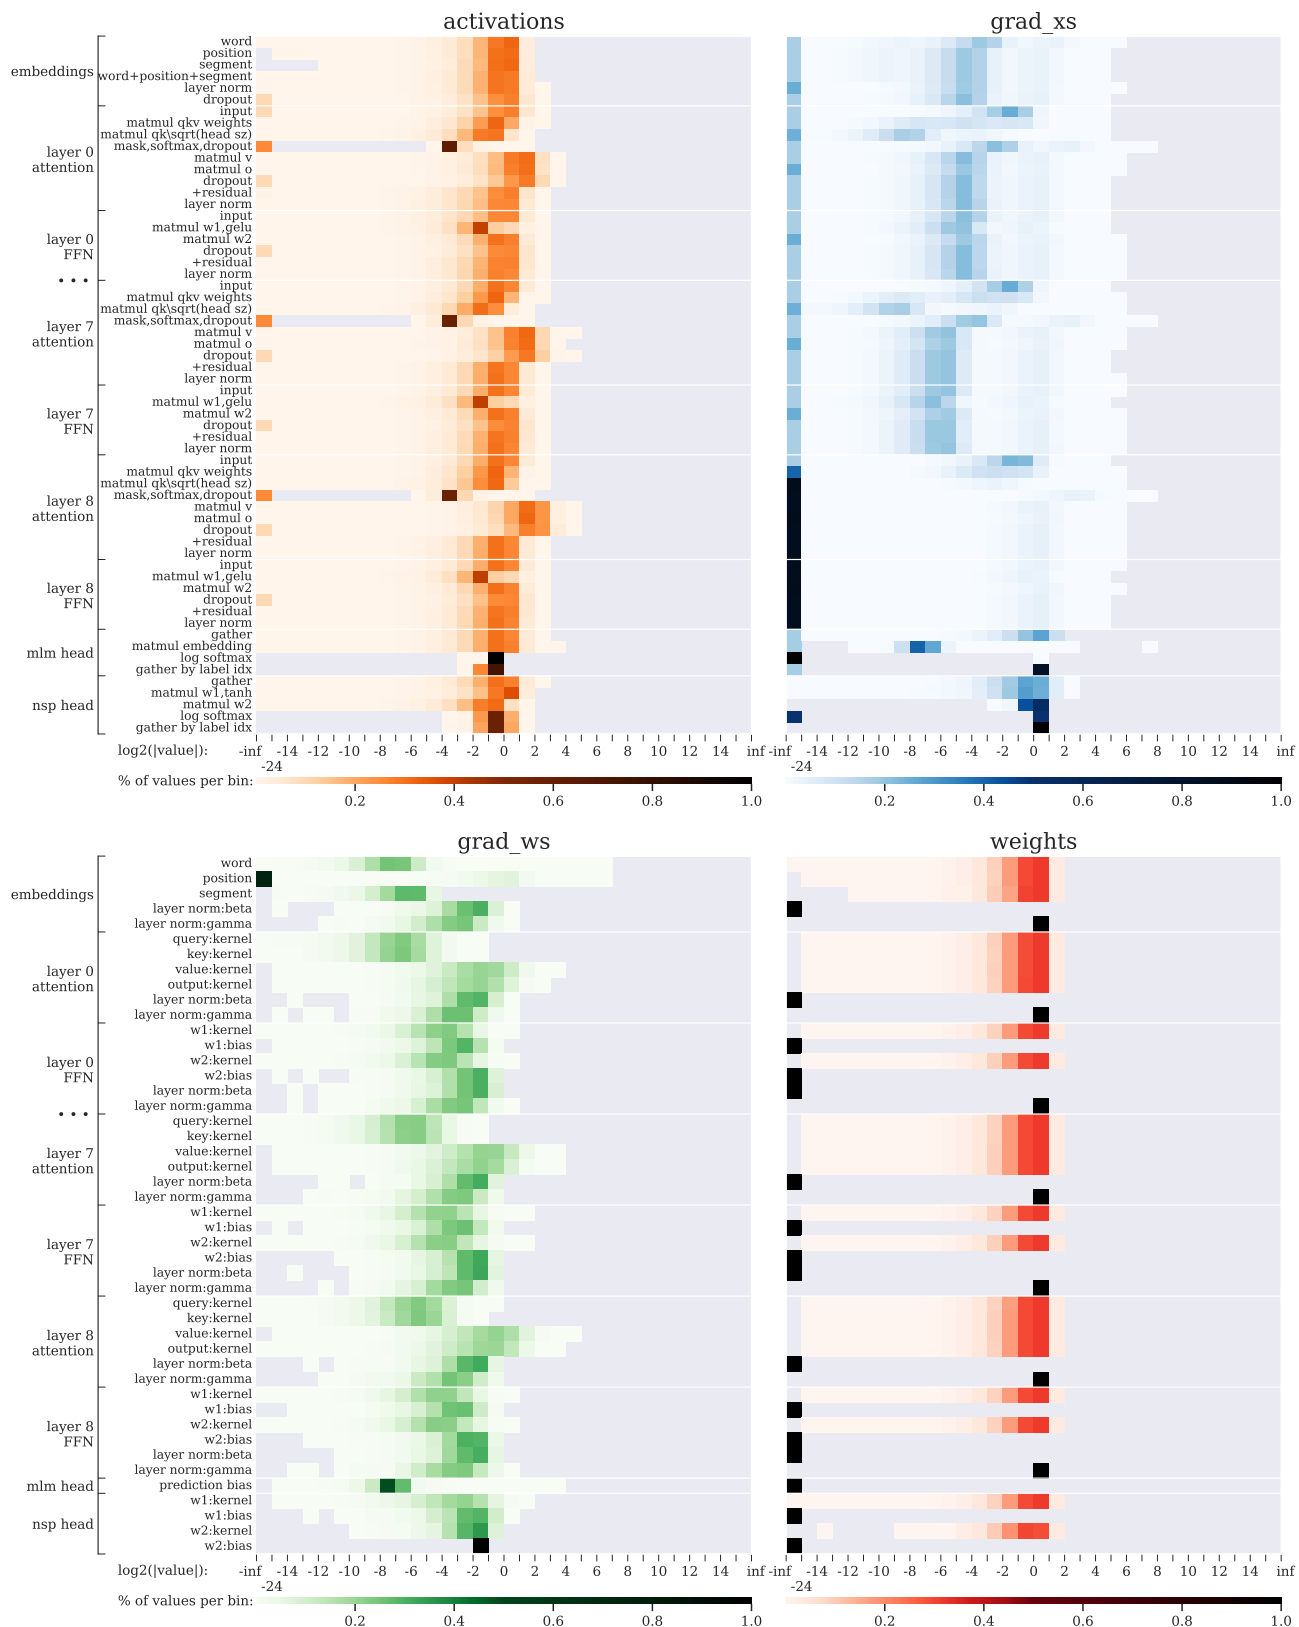 activations
grad_xs
embeddings
word
position
segment
word+position+segment
layer norm
dropout
layer 0
attention
input
matmul qkv weights
matmul qk\sqrt(head sz)
mask,softmax,dropout
matmul v
matmul o
dropout
+residual
layer norm
layer 0
FFN
input
matmul w1,gelu
matmul w2
dropout
+residual
layer norm
• • •
layer 7
attention
input
matmul qkv weights
matmul qk\sqrt(head sz)
mask,softmax,dropout
matmul v
matmul o
dropout
+residual
layer norm
layer 7
FFN
input
matmul w1,gelu
matmul w2
dropout
+residual
layer norm
layer 8
attention
input
matmul qkv weights
matmul qk\sqrt(head sz)
mask,softmax,dropout
matmul v
matmul o
dropout
+residual
layer norm
layer 8
FFN
input
matmul w1,gelu
matmul w2
dropout
+residual
layer norm
mlm head
gather
matmul embedding
log softmax
gather by label idx
nsp head
gather
matmul w1,tanh
matmul w2
log softmax
gather by label idx
log2(|value|):
-inf -14 -10 -8 -6 -4 -2 0 2 4 6 8 10 12 14 inf
-24
-inf -14 -10 -8 -6 -4 -2 0 2 4 6 8 10 12 14 inf
-24
% of values per bin:
0.2 0.4 0.6 0.8 1.0
0.2 0.4 0.6 0.8 1.0
grad_ws
weights
embeddings
word
position
segment
layer norm:beta
layer norm:gamma
layer 0
attention
query:kernel
key:kernel
value:kernel
output:kernel
layer norm:beta
layer norm:gamma
layer 0
FFN
w1:kernel
w1:bias
w2:kernel
w2:bias
layer norm:beta
layer norm:gamma
• • •
layer 7
attention
query:kernel
key:kernel
value:kernel
output:kernel
layer norm:beta
layer norm:gamma
layer 7
FFN
w1:kernel
w1:bias
w2:kernel
w2:bias
layer norm:beta
layer norm:gamma
layer 8
attention
query:kernel
key:kernel
value:kernel
output:kernel
layer norm:beta
layer norm:gamma
layer 8
FFN
w1:kernel
w1:bias
w2:kernel
w2:bias
layer norm:beta
layer norm:gamma
mlm head
prediction bias
nsp head
w1:kernel
w1:bias
w2:kernel
w2:bias
log2(|value|):
-inf -14 -10 -8 -6 -4 -2 0 2 4 6 8 10 12 14 inf
-24
-inf -14 -10 -8 -6 -4 -2 0 2 4 6 8 10 12 14 inf
-24
% of values per bin:
0.2 0.4 0.6 0.8 1.0
0.2 0.4 0.6 0.8 1.0